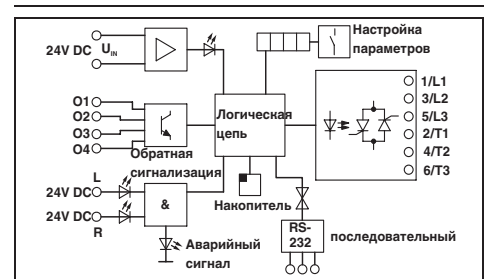 24V DC
U IN
Настройка
параметров
O1
O2
O3
O4
Обратная
сигнализация
Логическая
цепь
1/L1
3/L2
5/L3
2/T1
4/T2
6/T3
L
24V DC
24V DC
R
&
Аварийный
сигнал
Накопитель
RS-
232
последовательный